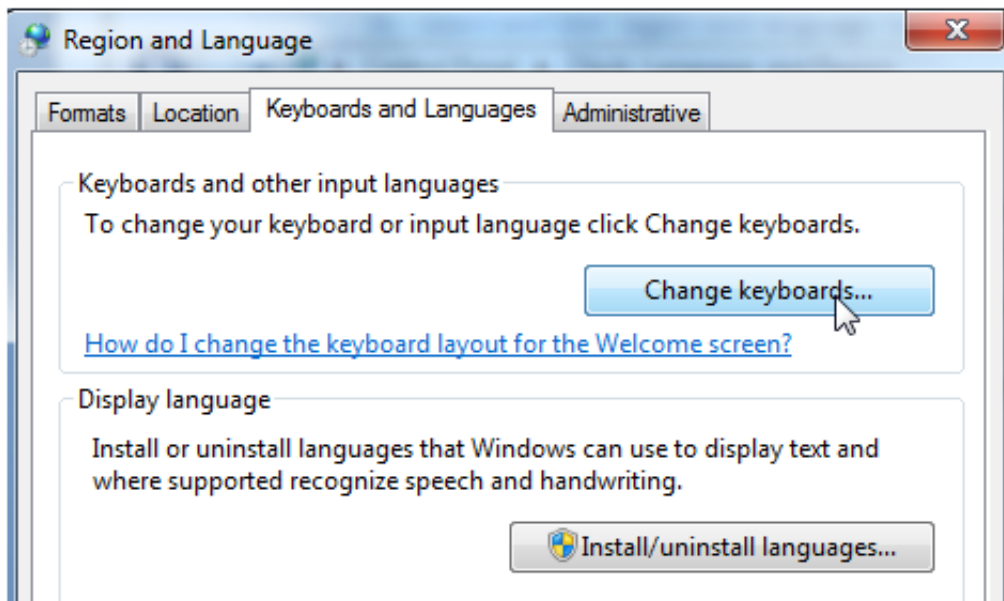 Region and Language
Formats Location Keyboards and Languages Administrative
Keyboards and other input languages
To change your keyboard or input language click Change keyboards.
Change keyboards...
How do I change the keyboard layout for the Welcome screen?
Display language
Install or uninstall languages that Windows can use to display text and
where supported recognize speech and handwriting.
Install/uninstall languages...